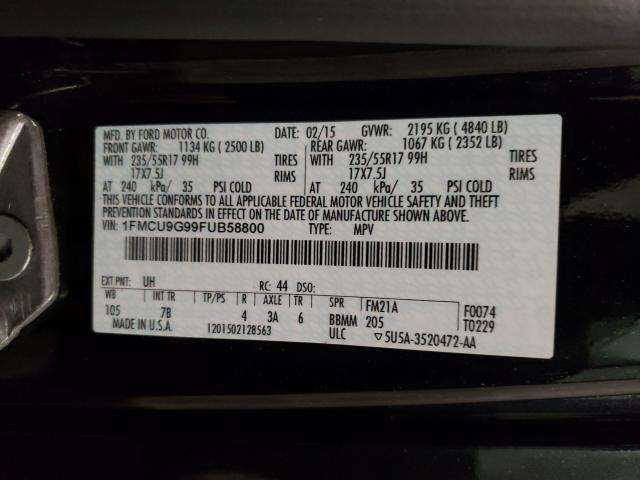 MFD. BY FORD MOTOR CO. DATE: 02/15 GVWR: 2195 KG ( 4840 LB)
FRONT GAWR: 1134 KG ( 2500 LB) REAR GAWR: 1067 KG ( 2352 LB)
WITH 235/55R17 99H TIRES WITH 235/55R17 99H TIRES
17X7.5J RIMS 17X7.5J RIMS
AT 240 kPa/ 35 PSI COLD AT 240 kPa/ 35 PSI COLD
THIS VEHICLE CONFORMS TO ALL APPLICABLE FEDERAL MOTOR VEHICLE SAFETY AND THEFT
PREVENTION STANDARDS IN EFFECT ON THE DATE OF MANUFACTURE SHOWN ABOVE.
VIN: 1FMCU9G99FUB58800 TYPE: MPV
EXT PNT: UH RC: 44 DSO:
WB INT TR TP/PS R AXLE TR SPR FM21A F0074
105 7B 4 3A 6 BBMM 205 T0229
MADE IN U.S.A. 1201502128563 ULC 5U5A-3520472-AA